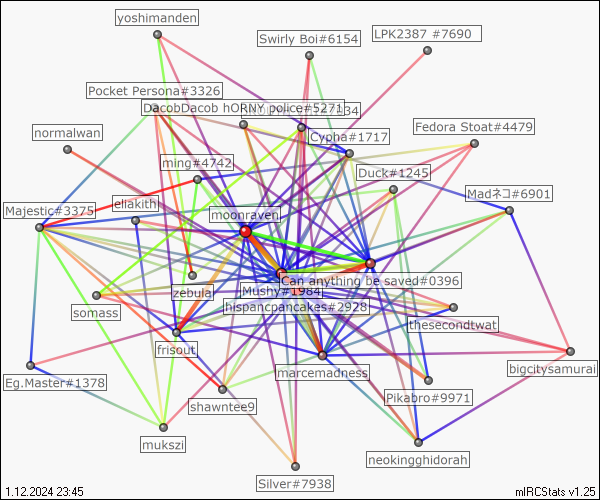 yoshimanden
Swirly Boi#6154
LPK2387 #7690
Pocket Persona#3326
DacobDacob hORNY police#5271
34
normalwan
Cypha#1717
Fedora Stoat#4479
ming#4742
Duck#1245
Madネコ#6901
eliakith
Majestic#3375
moonraven
Can anything be saved#0396
zebula
Mushy#1984
somass
hispancpancakes#2928
thesecondtwat
frisout
Eg.Master#1378
marcemadness
bigcitysamurai
Pikabro#9971
shawntee9
mukszi
neokingghidorah
Silver#7938
1.12.2024 23:45
mIRCStats v1.25